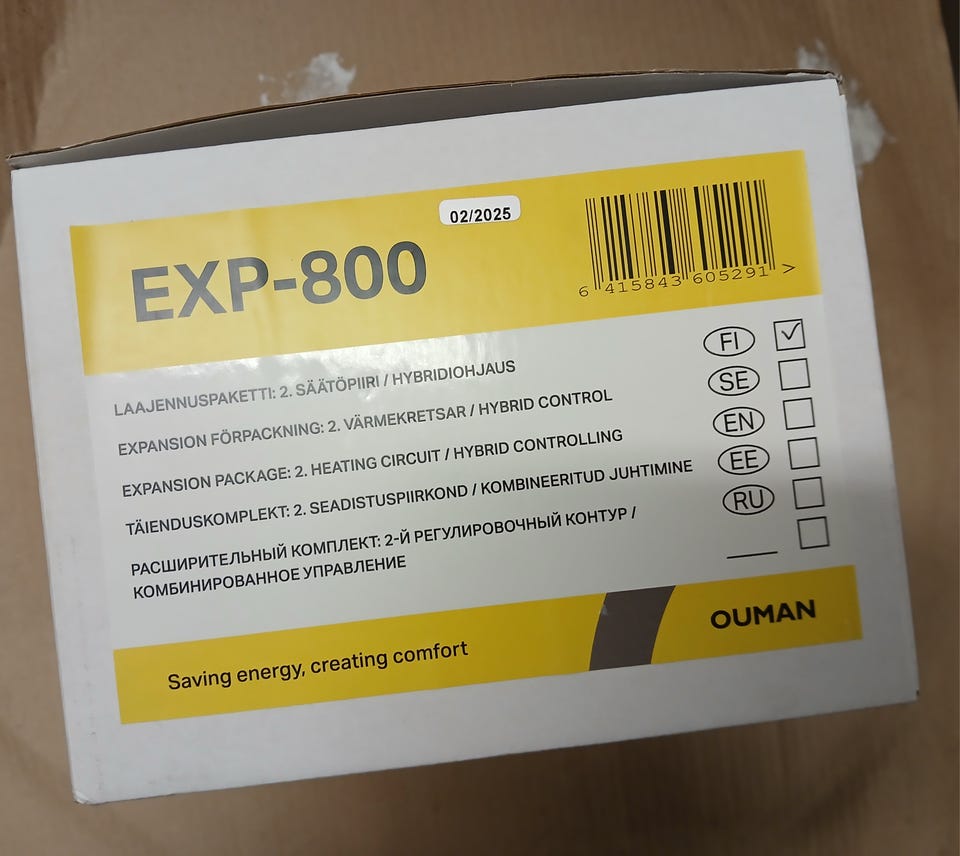 02/2025
EXP-800
6 415843 605291 >
LAAJENNUSPAKETTI: 2. SÄÄTÖPIIRI / HYBRIDIOHJAUS
EXPANSION FÖRPACKNING: 2. VÄRMEKRETSAR / HYBRID CONTROL
EXPANSION PACKAGE: 2. HEATING CIRCUIT / HYBRID CONTROLLING
TÄIENDUSKOMPLEKT: 2. SEADISTUSPIIRKOND / KOMBINEERITUD JUHTIMINE
РАСШИРИТЕЛЬНЫЙ КОМПЛЕКТ: 2-Й РЕГУЛИРОВОЧНЫЙ КОНТУР /
КОМБИНИРОВАННОЕ УПРАВЛЕНИЕ
FI
SE
EN
EE
RU
Saving energy, creating comfort
OUMAN